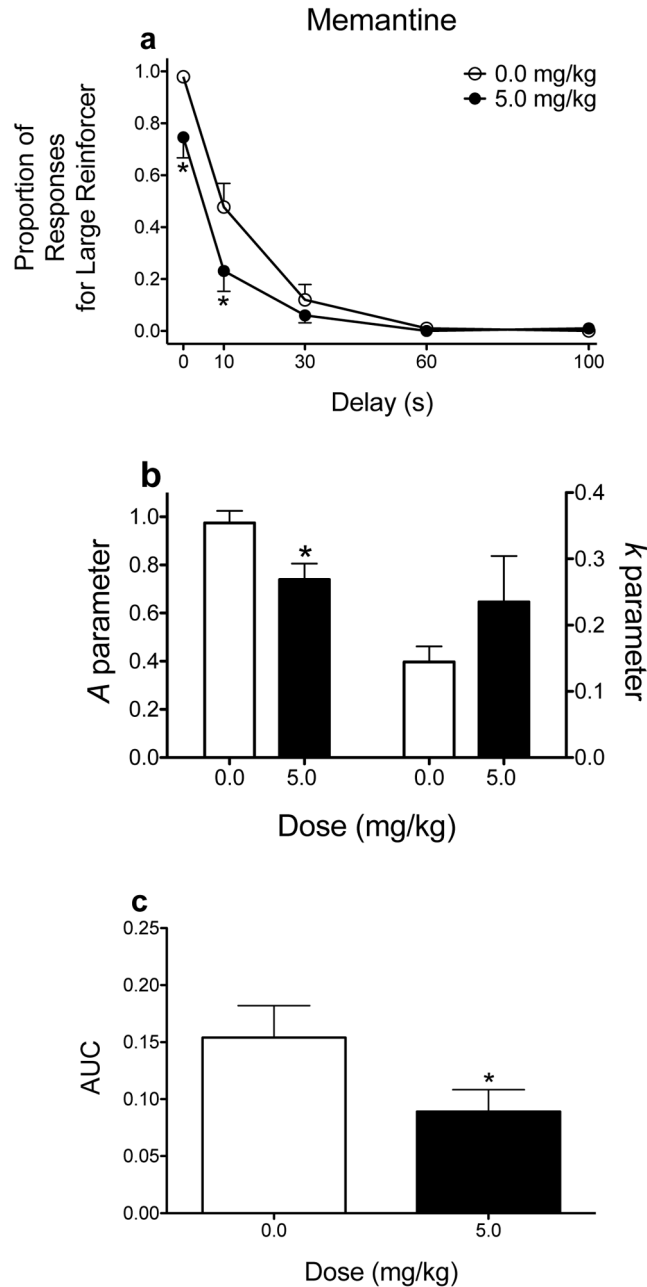 Memantine
a
0.0 mg/kg
5.0 mg/kg
Proportion of
Responses
for Large Reinforcer
1.0
0.8
0.6
0.4
0.2
0.0
*
*
0 10 30 60 100
Delay (s)
b
A parameter
1.0
0.8
0.6
0.4
0.2
0.0
*
k parameter
0.4
0.3
0.2
0.1
0.0
0.0 5.0 0.0 5.0
Dose (mg/kg)
c
AUC
0.25
0.20
0.15
0.10
0.05
0.00
*
0.0 5.0
Dose (mg/kg)